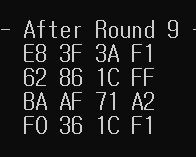 - After Round 9 -
E8 3F 3A F1
62 86 1C FF
BA AF 71 A2
F0 36 1C F1